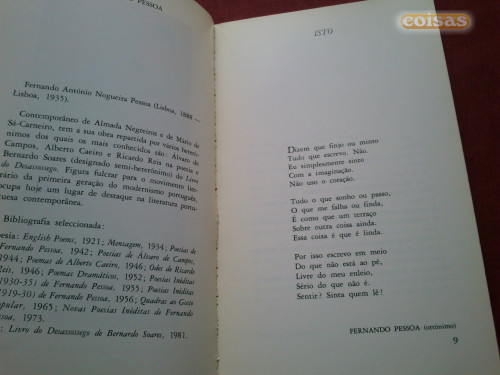 O PESSOA
Fernando António Nogueira Pessoa (Lisboa, 1888 —
Lisboa, 1935).
Contemporâneo de Almada Negreiros e de Mário de
Sá-Carneiro, tem a sua obra repartida por vários heteró-
nimos dos quais os mais conhecidos são: Álvaro de
Campos, Alberto Caeiro e Ricardo Reis na poesia e
Bernardo Soares (designado semi-heterónimo) do Livro
do Desassossego. Figura fulcral para o movimento lite-
rário da primeira geração do modernismo português,
ocupa hoje um lugar de destaque na literatura portu-
uesa contemporânea.
Bibliografia seleccionada:
oesia: English Poems, 1921; Mensagem, 1934; Poesias de
Fernando Pessoa, 1942; Poesias de Álvaro de Campos,
1944; Poemas de Alberto Caeiro, 1946; Odes de Ricardo
Reis, 1946; Poemas Dramáticos, 1952; Poesias Inéditas
1930-35) de Fernando Pessoa, 1955; Poesias Inéditas
1919-30) de Fernando Pessoa, 1956; Quadras ao Gosto
opular, 1965; Novas Poesias Inéditas de Fernando
Pessoa, 1973.
: Livro do Desassossego de Bernardo Soares, 1981.
coisas
ISTO
Dizem que finjo ou minto
Tudo que escrevo. Não.
Eu simplesmente sinto
Com a imaginação.
Não uso o coração.
Tudo o que sonho ou passo,
O que me falha ou finda,
É como que um terraço
Sobre outra coisa ainda.
Essa coisa é que é linda.
Por isso escrevo em meio
Do que não está ao pé,
Livre do meu enleio,
Sério do que não é.
Sentir? Sinta quem lê!
FERNANDO PESSOA (ortónimo)
9